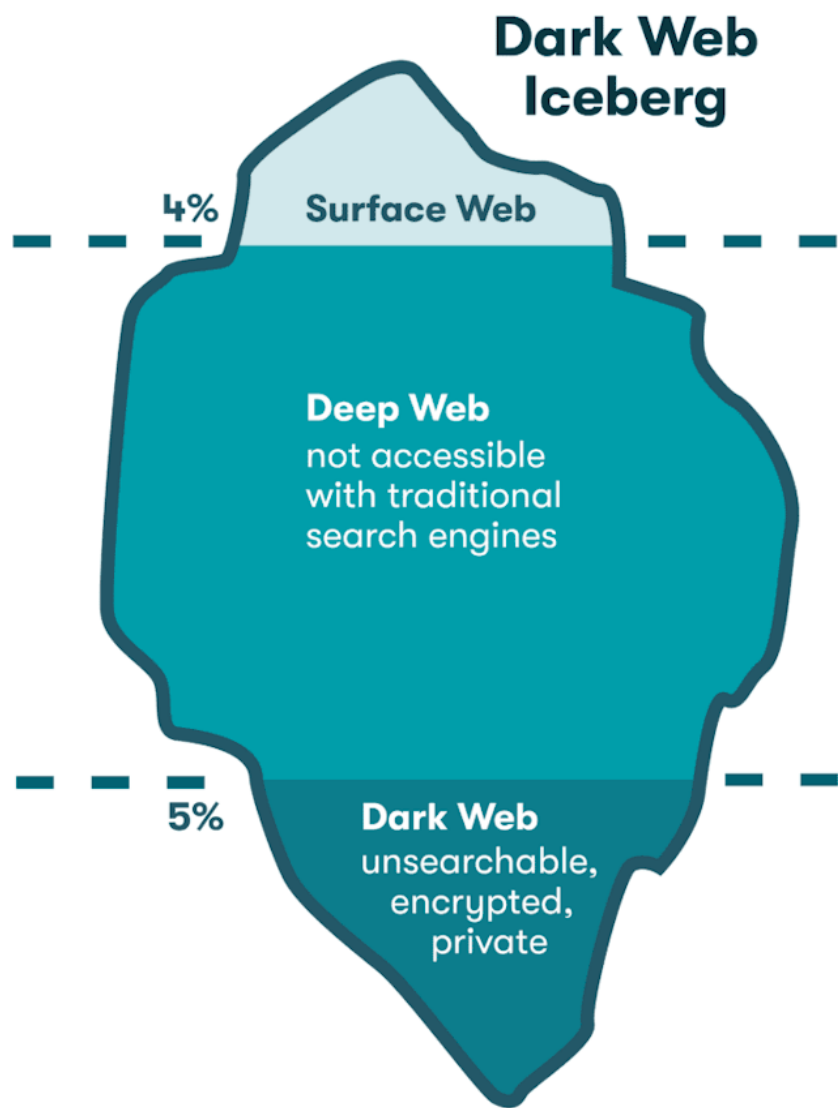 Dark Web
Iceberg
4%
Surface Web
Deep Web
not accessible
with traditional
search engines
5%
Dark Web
unsearchable,
encrypted,
private